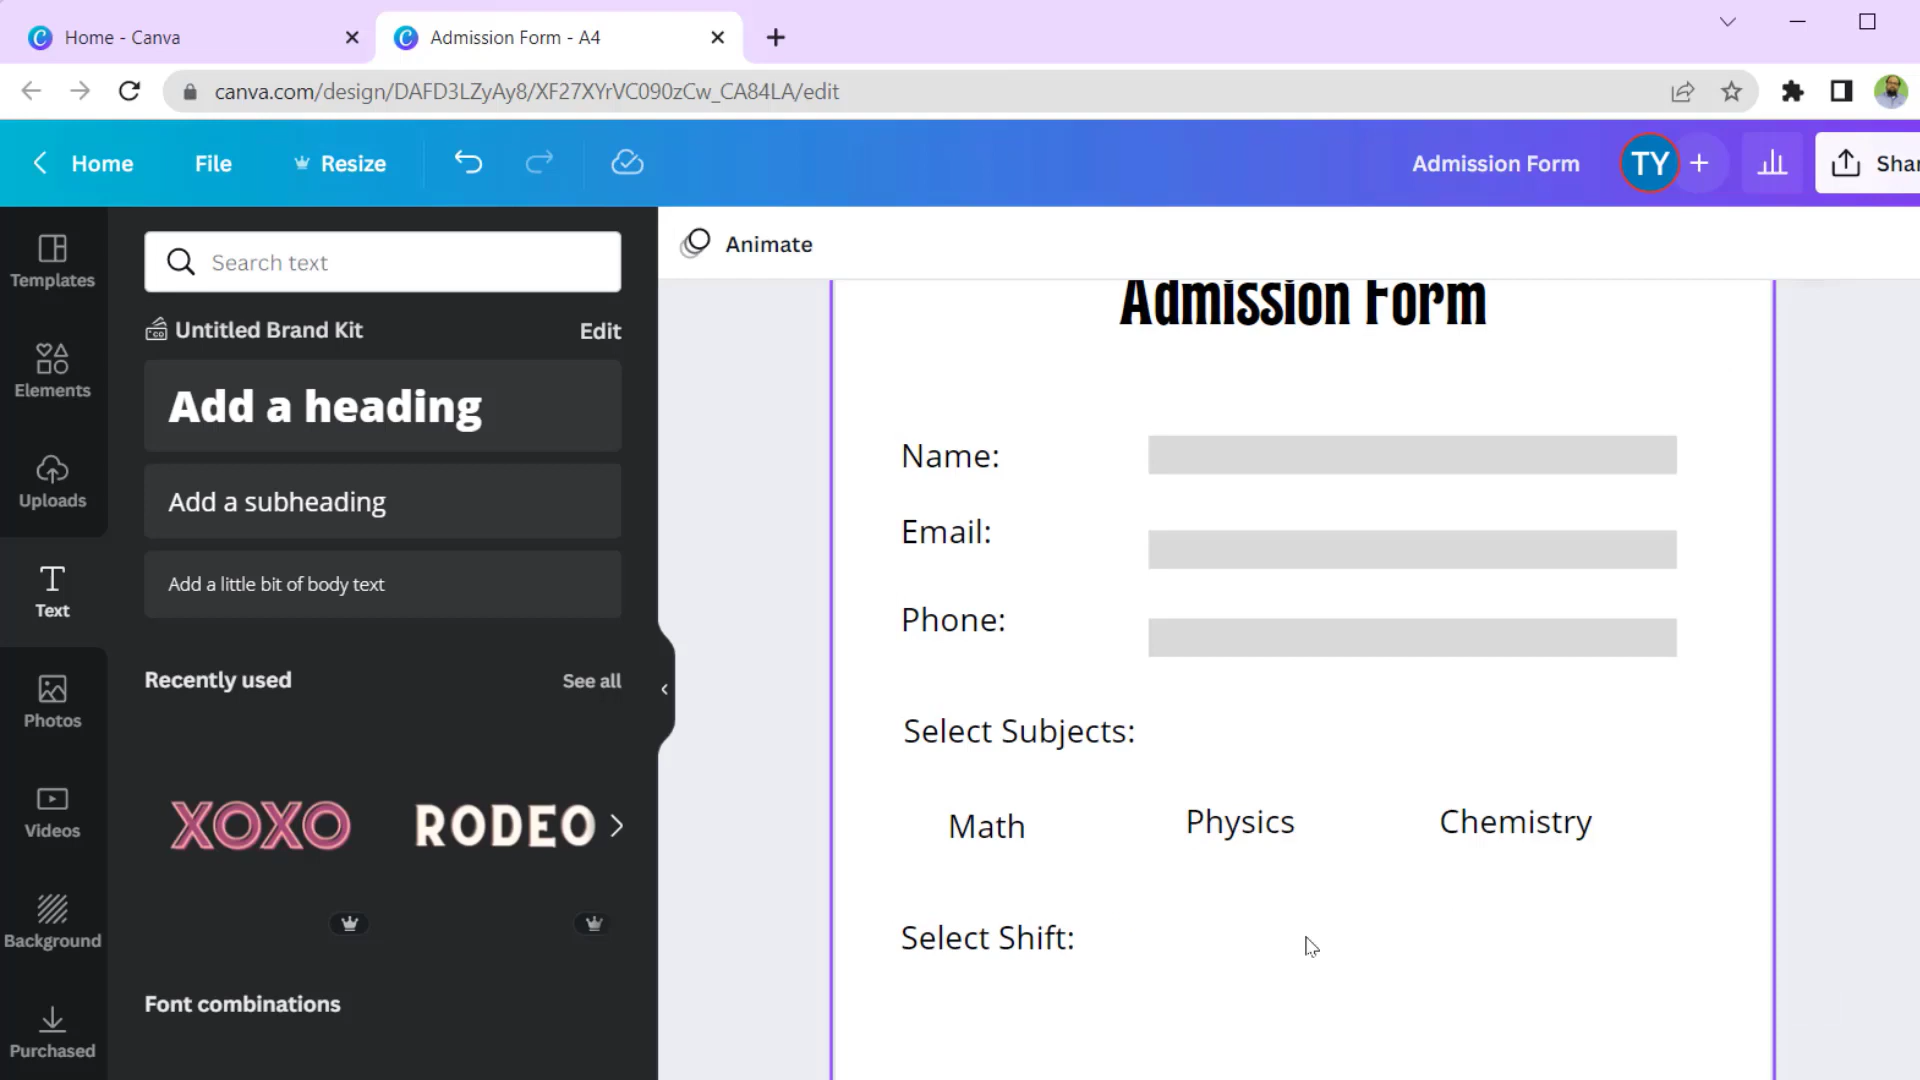 Home - Canva
Admission Form - A4
canva.com/design/DAFD3LZyAy8/XF27XYrVC090zCw_CA84LA/edit
Home
File
Resize
Admission Form
TY
Shar
Templates
Elements
Uploads
Text
Photos
Videos
Background
Purchased
Search text
Untitled Brand Kit
Edit
Add a heading
Add a subheading
Add a little bit of body text
Recently used
See all
XOXO
RODEO
Font combinations
Animate
Admission Form
Name:
Email:
Phone:
Select Subjects:
Math
Physics
Chemistry
Select Shift: